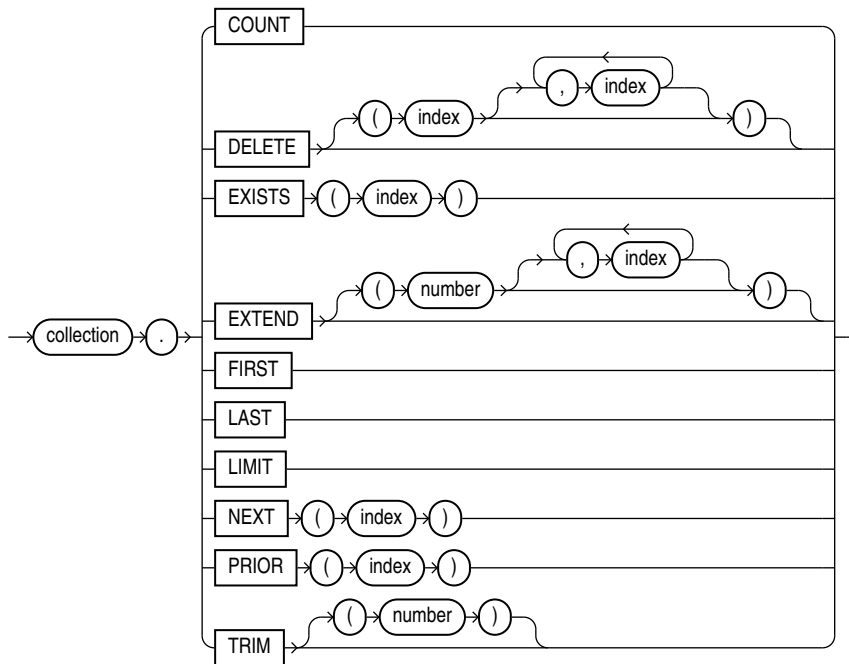 COUNT
, index
( index )
DELETE
EXISTS ( index )
, index
( number )
EXTEND
collection .
FIRST
LAST
LIMIT
NEXT ( index )
PRIOR ( index )
( number )
TRIM